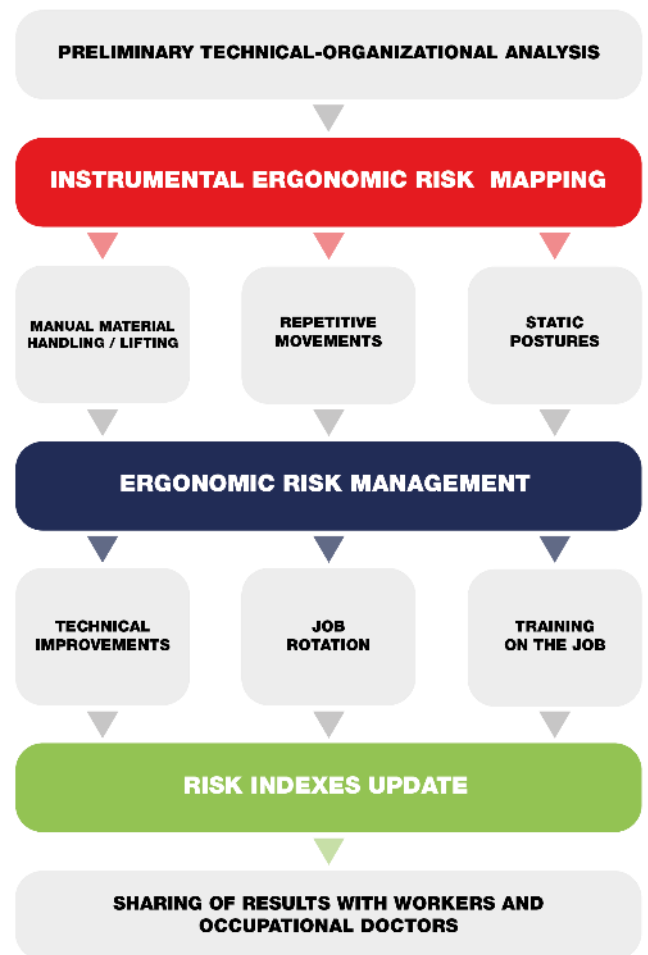 PRELIMINARY TECHNICAL-ORGANIZATIONAL ANALYSIS
INSTRUMENTAL ERGONOMIC RISK MAPPING
MANUAL MATERIAL
HANDLING / LIFTING
REPETITIVE
MOVEMENTS
STATIC
POSTURES
ERGONOMIC RISK MANAGEMENT
TECHNICAL
IMPROVEMENTS
JOB
ROTATION
TRAINING
ON THE JOB
RISK INDEXES UPDATE
SHARING OF RESULTS WITH WORKERS AND
OCCUPATIONAL DOCTORS